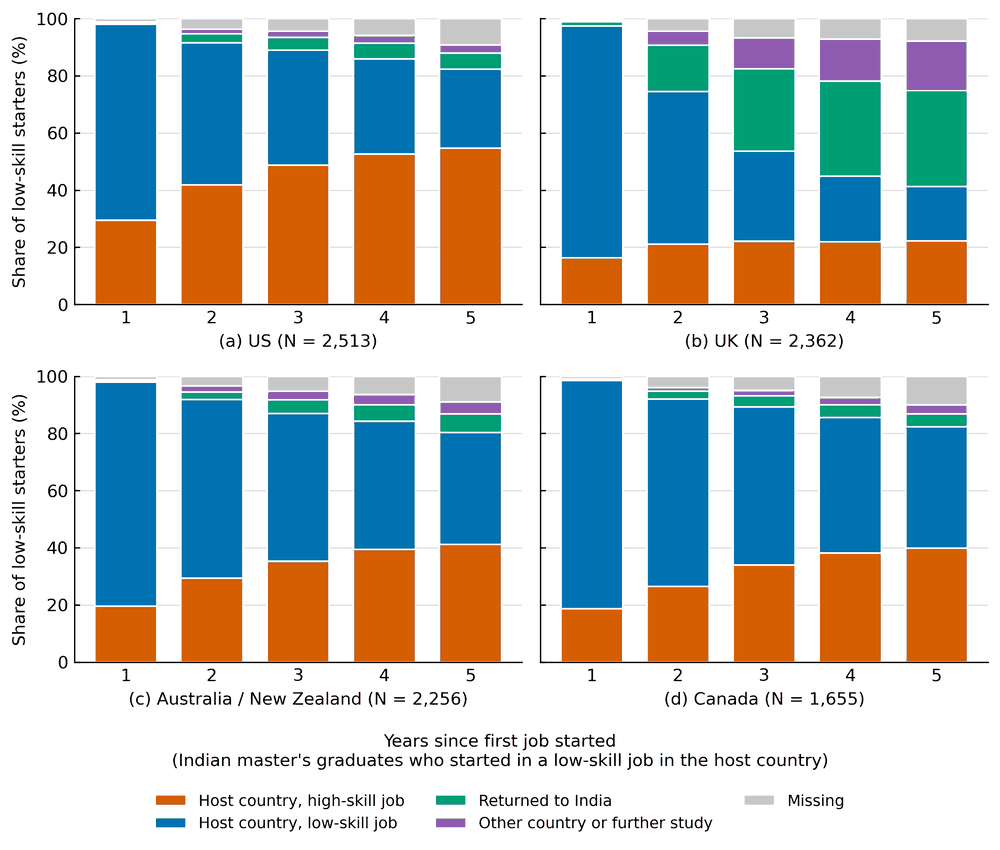 Share of low-skill starters (%)
100
80
60
40
20
0
1 2 3 4 5
(a) US (N = 2,513)
1 2 3 4 5
(b) UK (N = 2,362)
Share of low-skill starters (%)
100
80
60
40
20
0
1 2 3 4 5
(c) Australia / New Zealand (N = 2,256)
1 2 3 4 5
(d) Canada (N = 1,655)
Years since first job started
(Indian master's graduates who started in a low-skill job in the host country)
Host country, high-skill job
Host country, low-skill job
Returned to India
Other country or further study
Missing